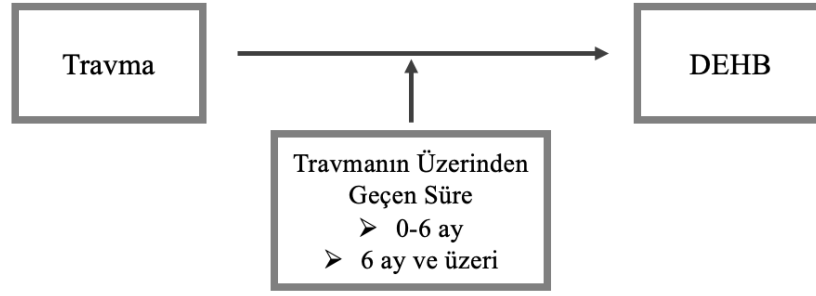 Travma
DEHB
Travmanın Üzerinden
Geçen Süre
➢ 0-6 ay
➢ 6 ay ve üzeri